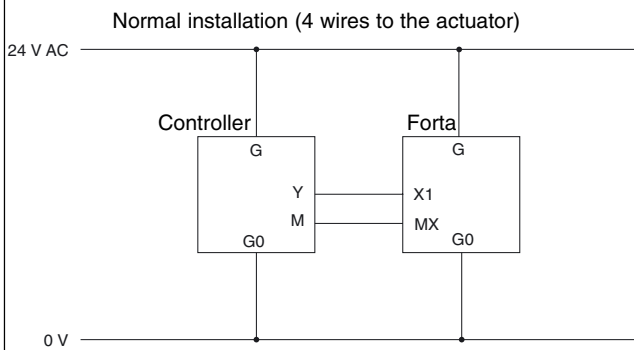 Normal installation (4 wires to the actuator)
24 V AC
Controller
Forta
G
G
Y
X1
M
MX
G0
G0
0 V